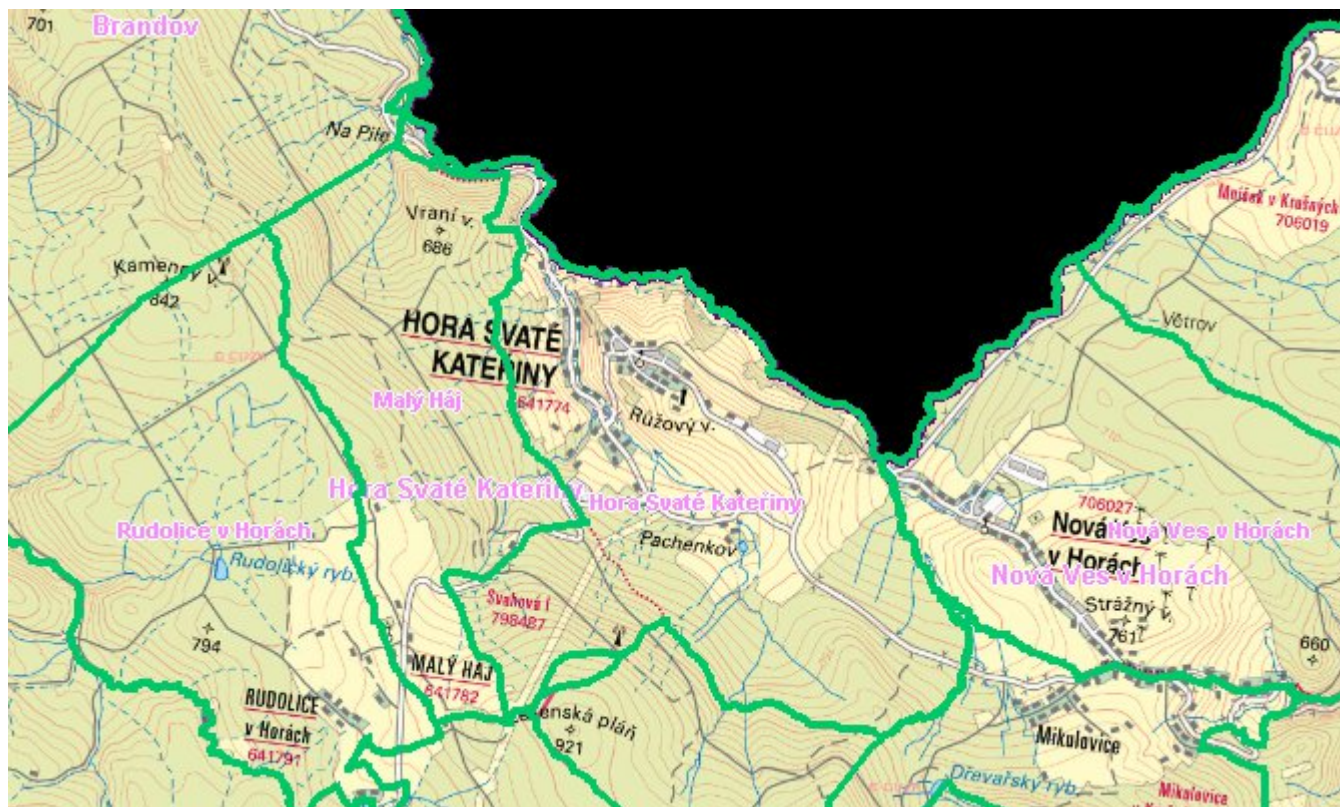 Brandov
701
Na Pile
Mníšek v Krušných
706019
Vraní v.
686
Kamenný v.
842
Větrov
HORA SVATÉ
KATEŘINY
641774
Malý Háj
Růžový v.
Hora Svaté Kateřiny
Hora Svaté Kateřiny
706027
Nová Ves
v Horách
Nová Ves v Horách
Nová Ves v Horách
Rudolice v Horách
Rudolický ryb.
Pachenkov
Svahová I
798487
Strážný v.
761
660
794
MALÝ HÁJ
641782
RUDOLICE
v Horách
641791
pláň
921
Mikulovice
Dřevařský ryb.
Mikulovice